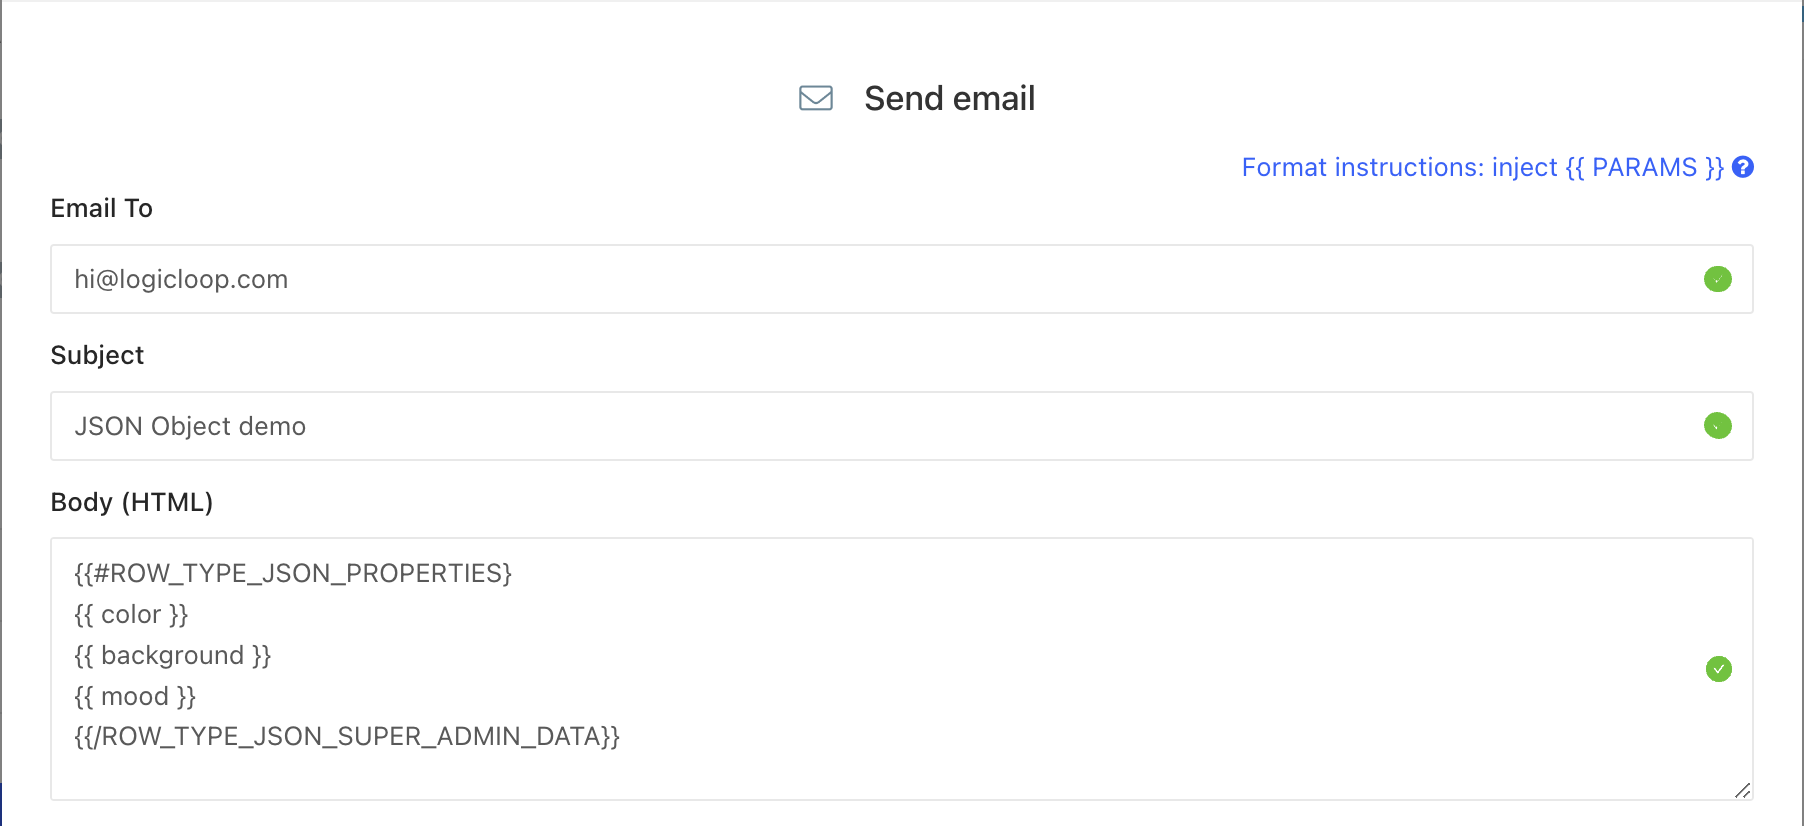 Send email
Format instructions: inject {{ PARAMS }}
Email To
hi@logicloop.com
Subject
JSON Object demo
Body (HTML)
{{#ROW_TYPE_JSON_PROPERTIES}
{{ color }}
{{ background }}
{{ mood }}
{{/ROW_TYPE_JSON_SUPER_ADMIN_DATA}}